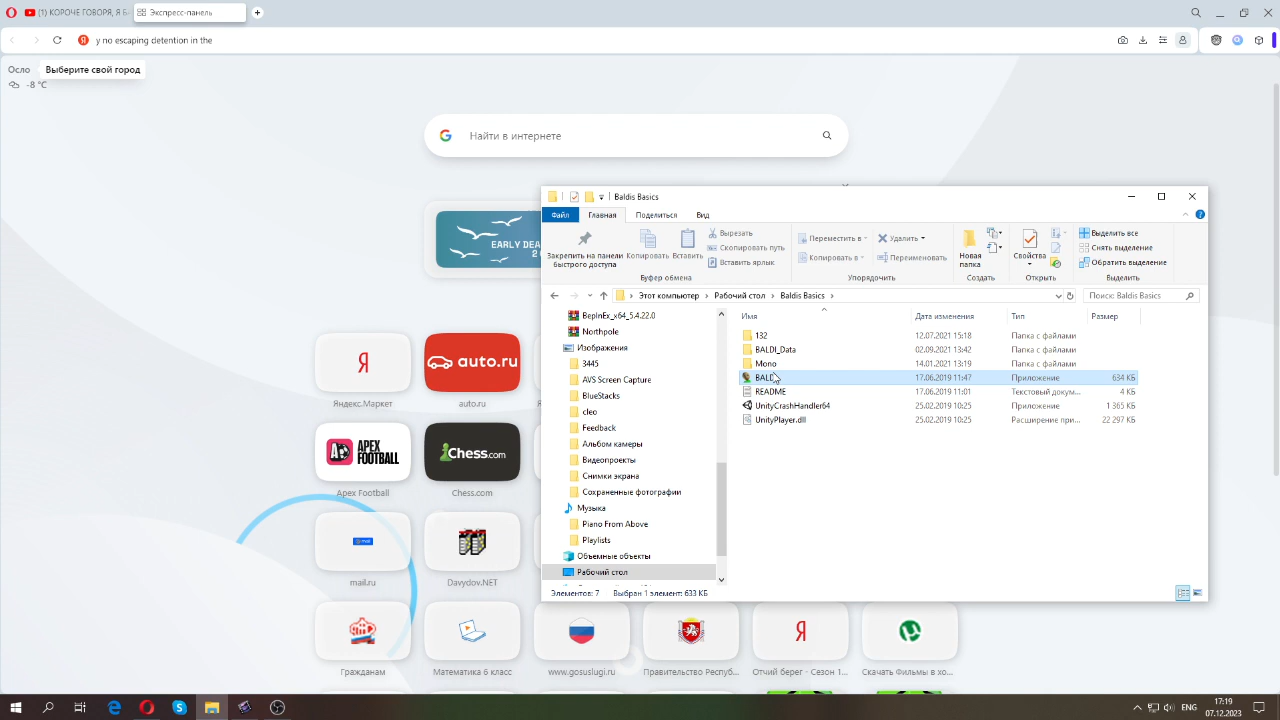 (1) КОРОЧЕ ГОВОРЯ, Я Б
Экспресс-панель
y no escaping detention in the
Осло
Выберите свой город
-8 °C
Найти в интернете
EARLY DEA
Яндекс.Маркет
auto.ru
auto.ru
APEX
FOOTBALL
Apex Football
Chess.com
Chess.com
mail.ru
Davydov.NET
Гражданам
Математика 6 класс
www.gosuslugi.ru
Правительство Респуб...
Отчий берег - Сезон 1...
Скачать Фильмы в хо...
Baldis Basics
Файл
Главная
Поделиться
Вид
Закрепить на панели
быстрого доступа
Копировать
Вставить
Вырезать
Скопировать путь
Вставить ярлык
Буфер обмена
Переместить в
Копировать в
Удалить
Переименовать
Упорядочить
Новая
папка
Создать
Свойства
Открыть
Выделить все
Снять выделение
Обратить выделение
Выделить
Этот компьютер
Рабочий стол
Baldis Basics
Поиск: Baldis Basics
BepInEx_x64_5.4.22.0
Northpole
Изображения
3445
AVS Screen Capture
BlueStacks
cleo
Feedback
Альбом камеры
Видеопроекты
Снимки экрана
Сохраненные фотографии
Музыка
Piano From Above
Playlists
Объемные объекты
Рабочий стол
Имя
Дата изменения
Тип
Размер
132 12.07.2021 15:18 Папка с файлами
BALDI_Data 02.09.2021 13:42 Папка с файлами
Mono 14.01.2021 13:19 Папка с файлами
BALD 17.06.2019 11:47 Приложение 634 КБ
README 17.06.2019 11:01 Текстовый докум... 4 КБ
UnityCrashHandler64 25.02.2019 10:25 Приложение 1 365 КБ
UnityPlayer.dll 25.02.2019 10:25 Расширение при... 22 297 КБ
Элементов: 7
Выбран 1 элемент: 633 КБ
ENG
17:19
07.12.2023